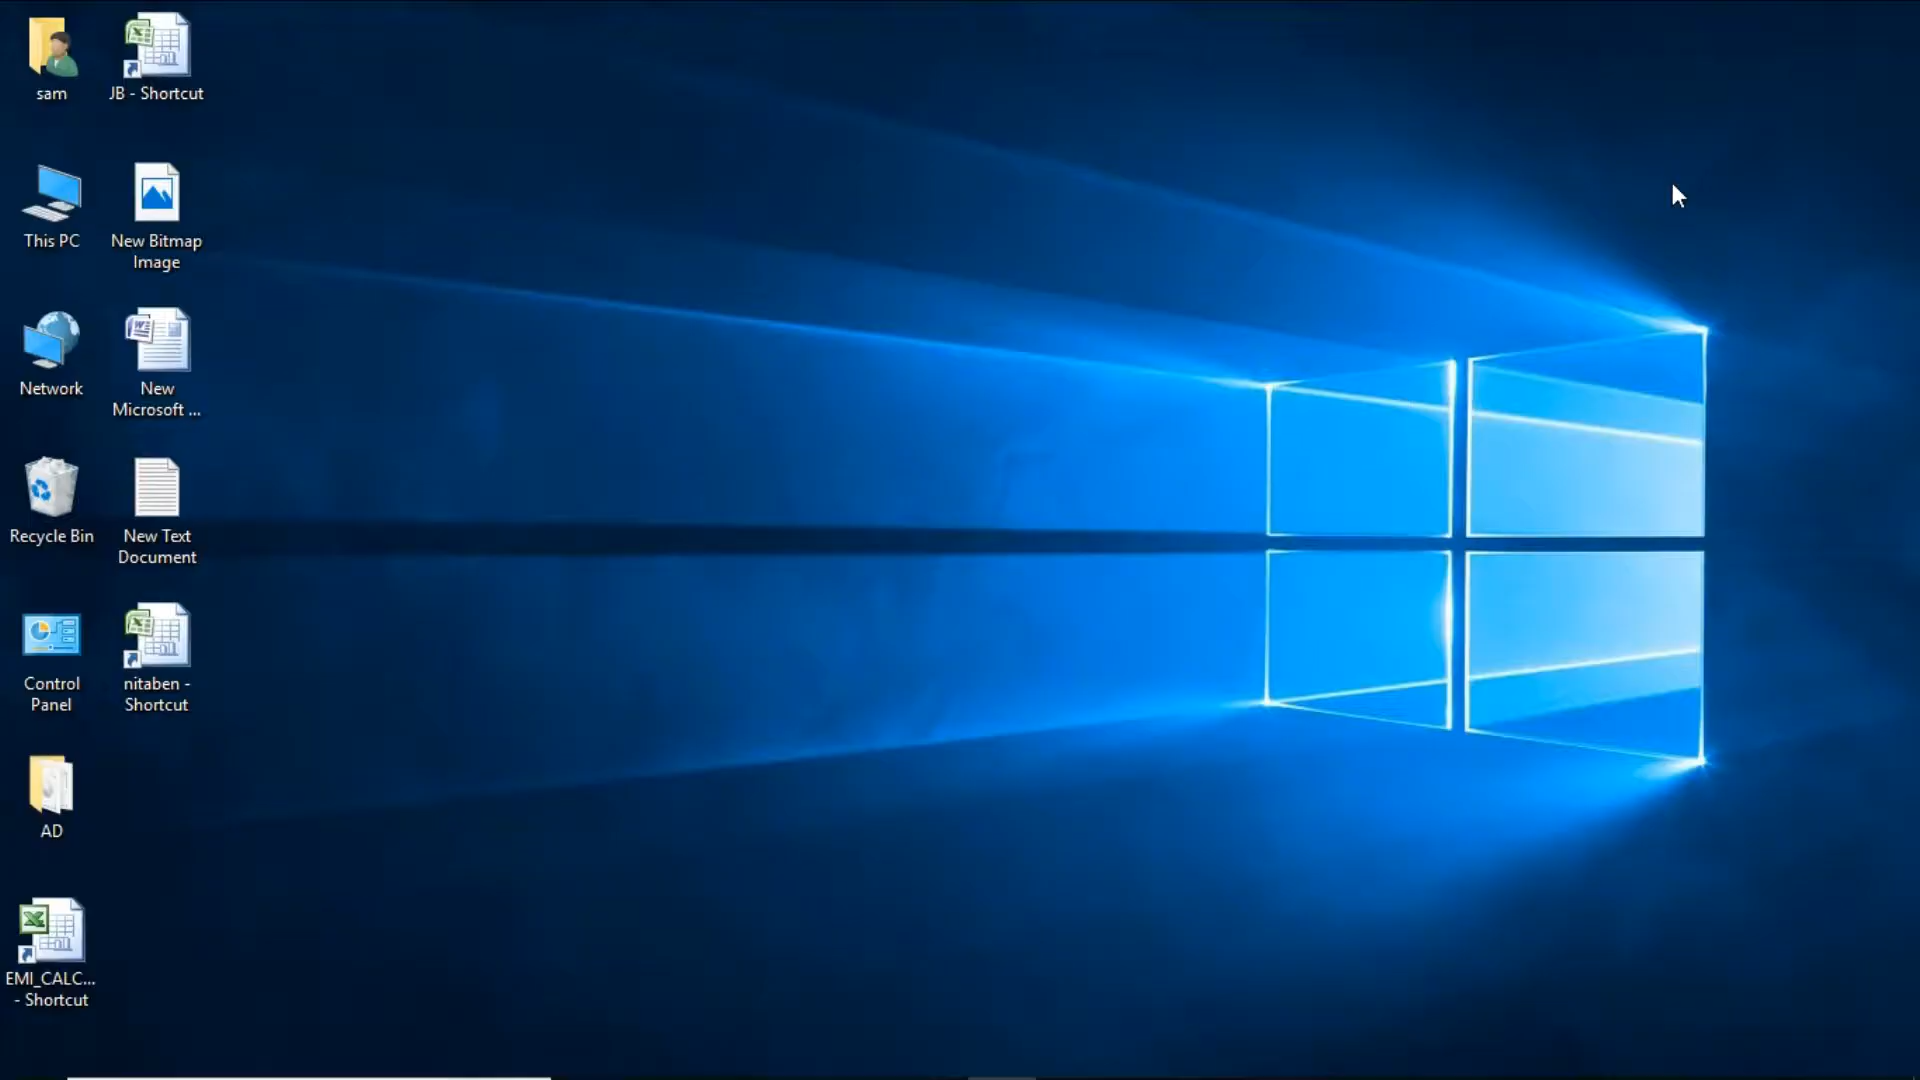 sam
This PC
Network
Recycle Bin
Control
Panel
AD
EMI_CALC...
- Shortcut
JB - Shortcut
New Bitmap
Image
New
Microsoft ...
New Text
Document
nitaben -
Shortcut